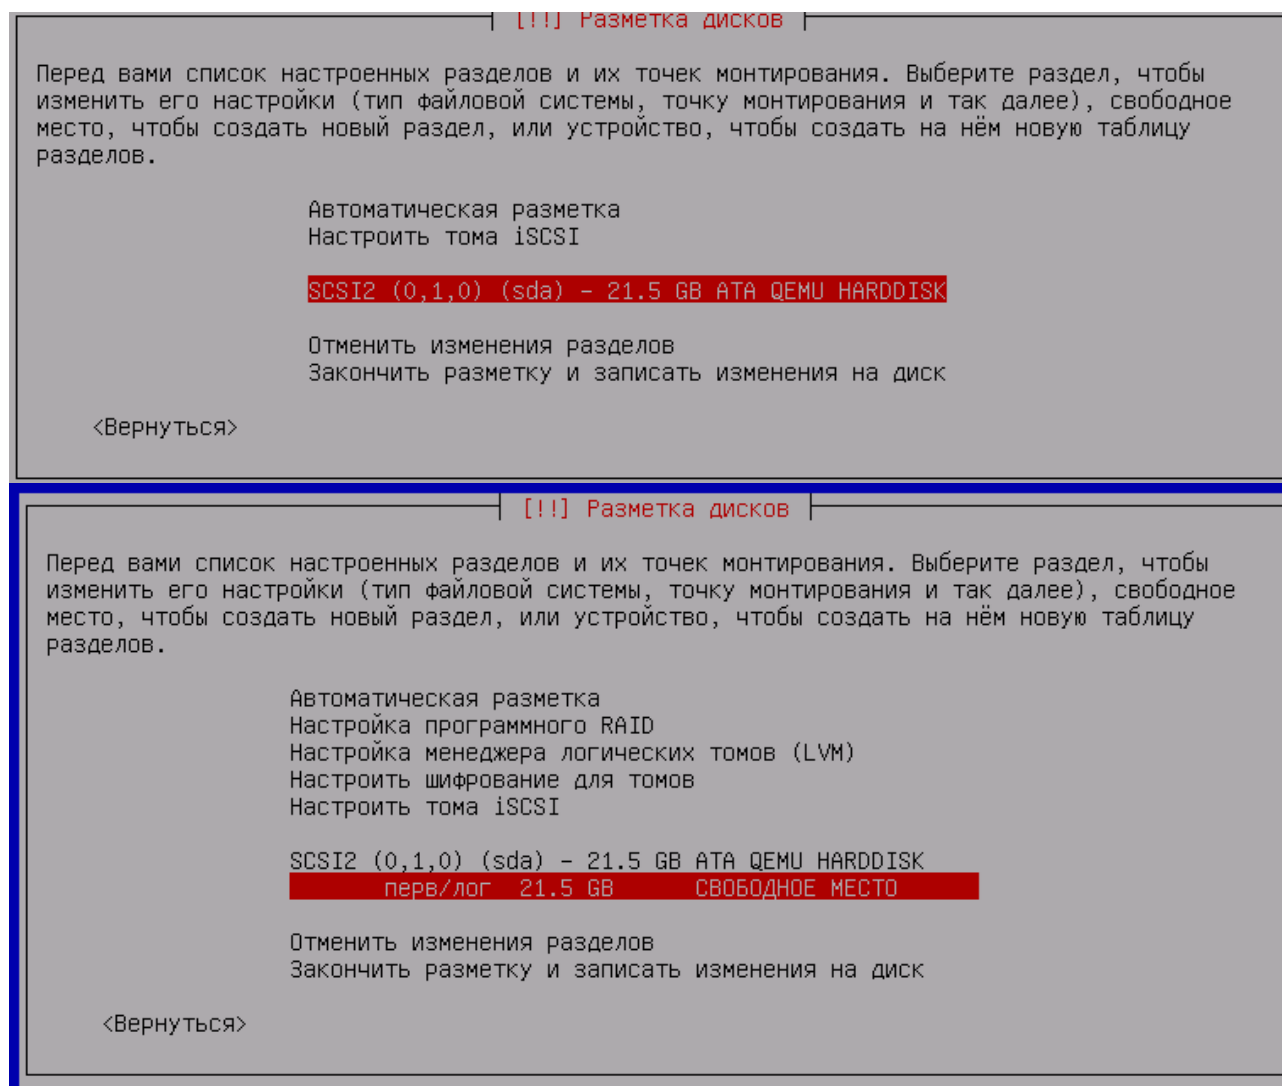 [!!] Разметка дисков
Перед вами список настроенных разделов и их точек монтирования. Выберите раздел, чтобы
изменить его настройки (тип файловой системы, точку монтирования и так далее), свободное
место, чтобы создать новый раздел, или устройство, чтобы создать на нём новую таблицу
разделов.
Автоматическая разметка
Настроить тома iSCSI
SCSI2 (0,1,0) (sda) – 21.5 GB ATA QEMU HARDDISK
Отменить изменения разделов
Закончить разметку и записать изменения на диск
<Вернуться>
[!!] Разметка дисков
Перед вами список настроенных разделов и их точек монтирования. Выберите раздел, чтобы
изменить его настройки (тип файловой системы, точку монтирования и так далее), свободное
место, чтобы создать новый раздел, или устройство, чтобы создать на нём новую таблицу
разделов.
Автоматическая разметка
Настройка программного RAID
Настройка менеджера логических томов (LVM)
Настроить шифрование для томов
Настроить тома iSCSI
SCSI2 (0,1,0) (sda) – 21.5 GB ATA QEMU HARDDISK
перв/лог 21.5 GB СВОБОДНОЕ МЕСТО
Отменить изменения разделов
Закончить разметку и записать изменения на диск
<Вернуться>